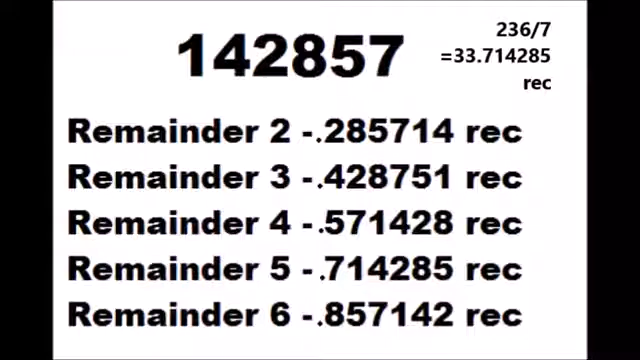 142857
236/7
=33.714285
rec
Remainder 2 -.285714 rec
Remainder 3 -.428751 rec
Remainder 4 -.571428 rec
Remainder 5 -.714285 rec
Remainder 6 -.857142 rec